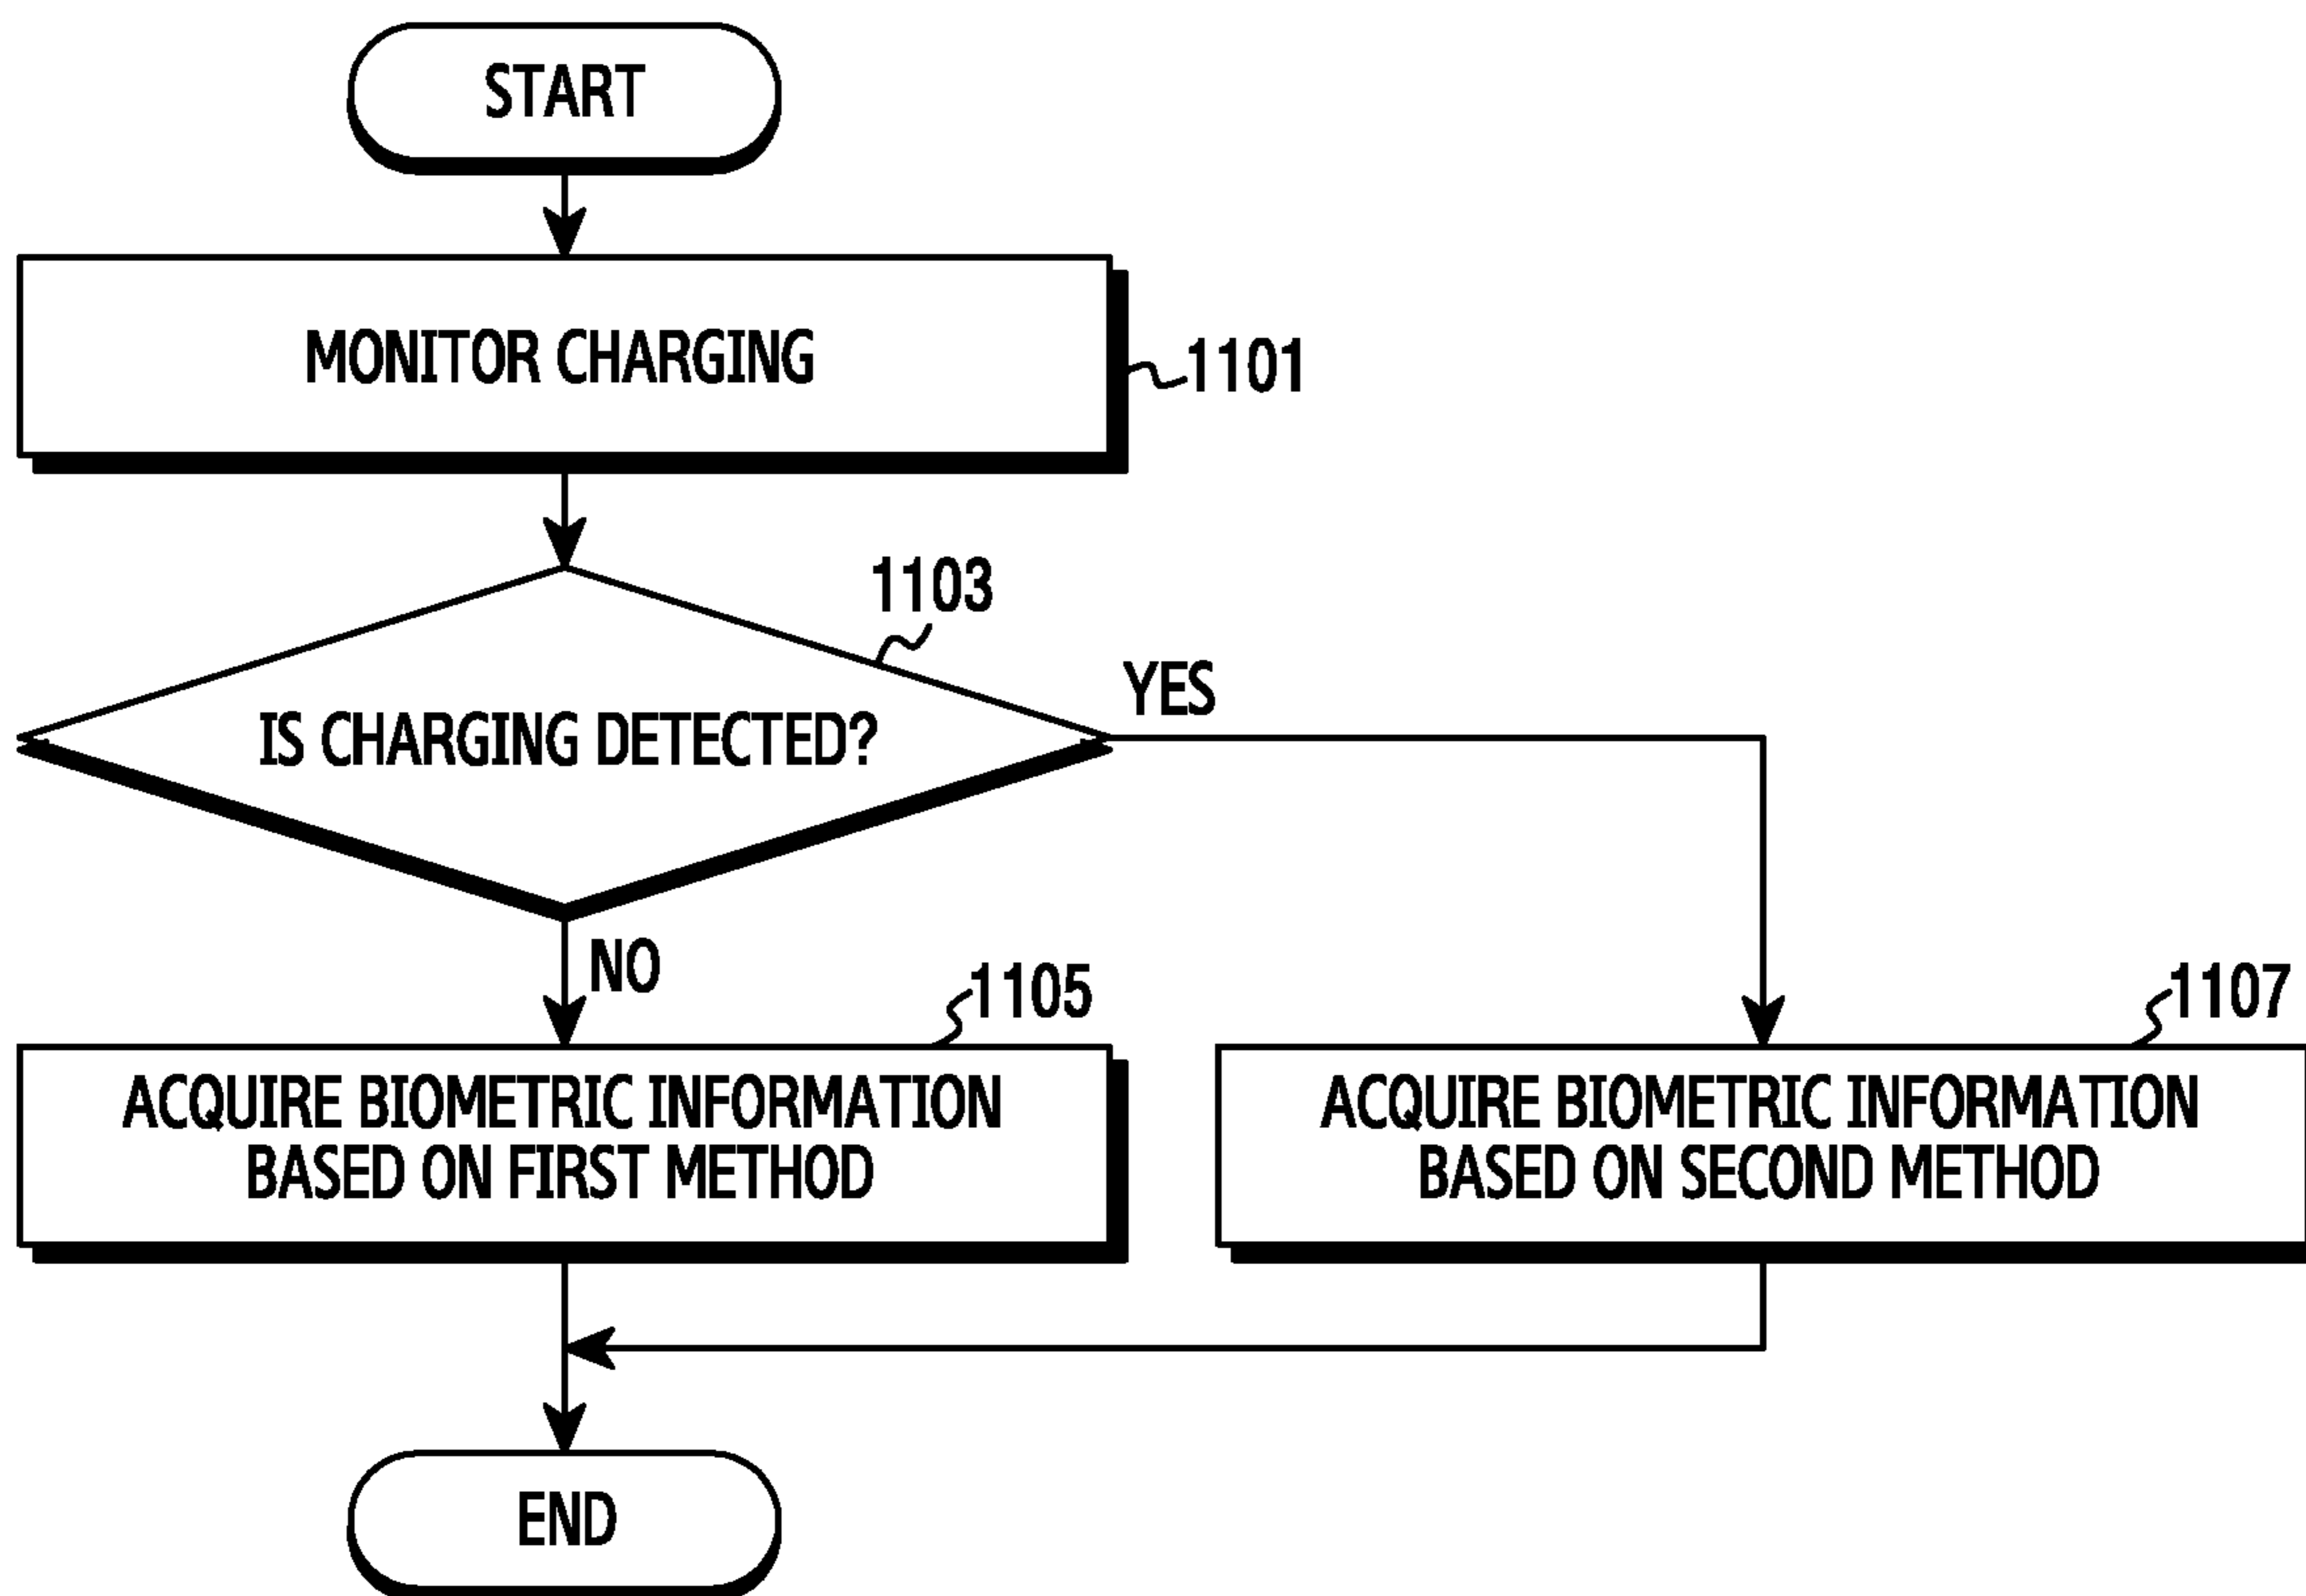 START
MONITOR CHARGING
1101
1103
IS CHARGING DETECTED?
YES
NO
1105
ACQUIRE BIOMETRIC INFORMATION
BASED ON FIRST METHOD
1107
ACQUIRE BIOMETRIC INFORMATION
BASED ON SECOND METHOD
END